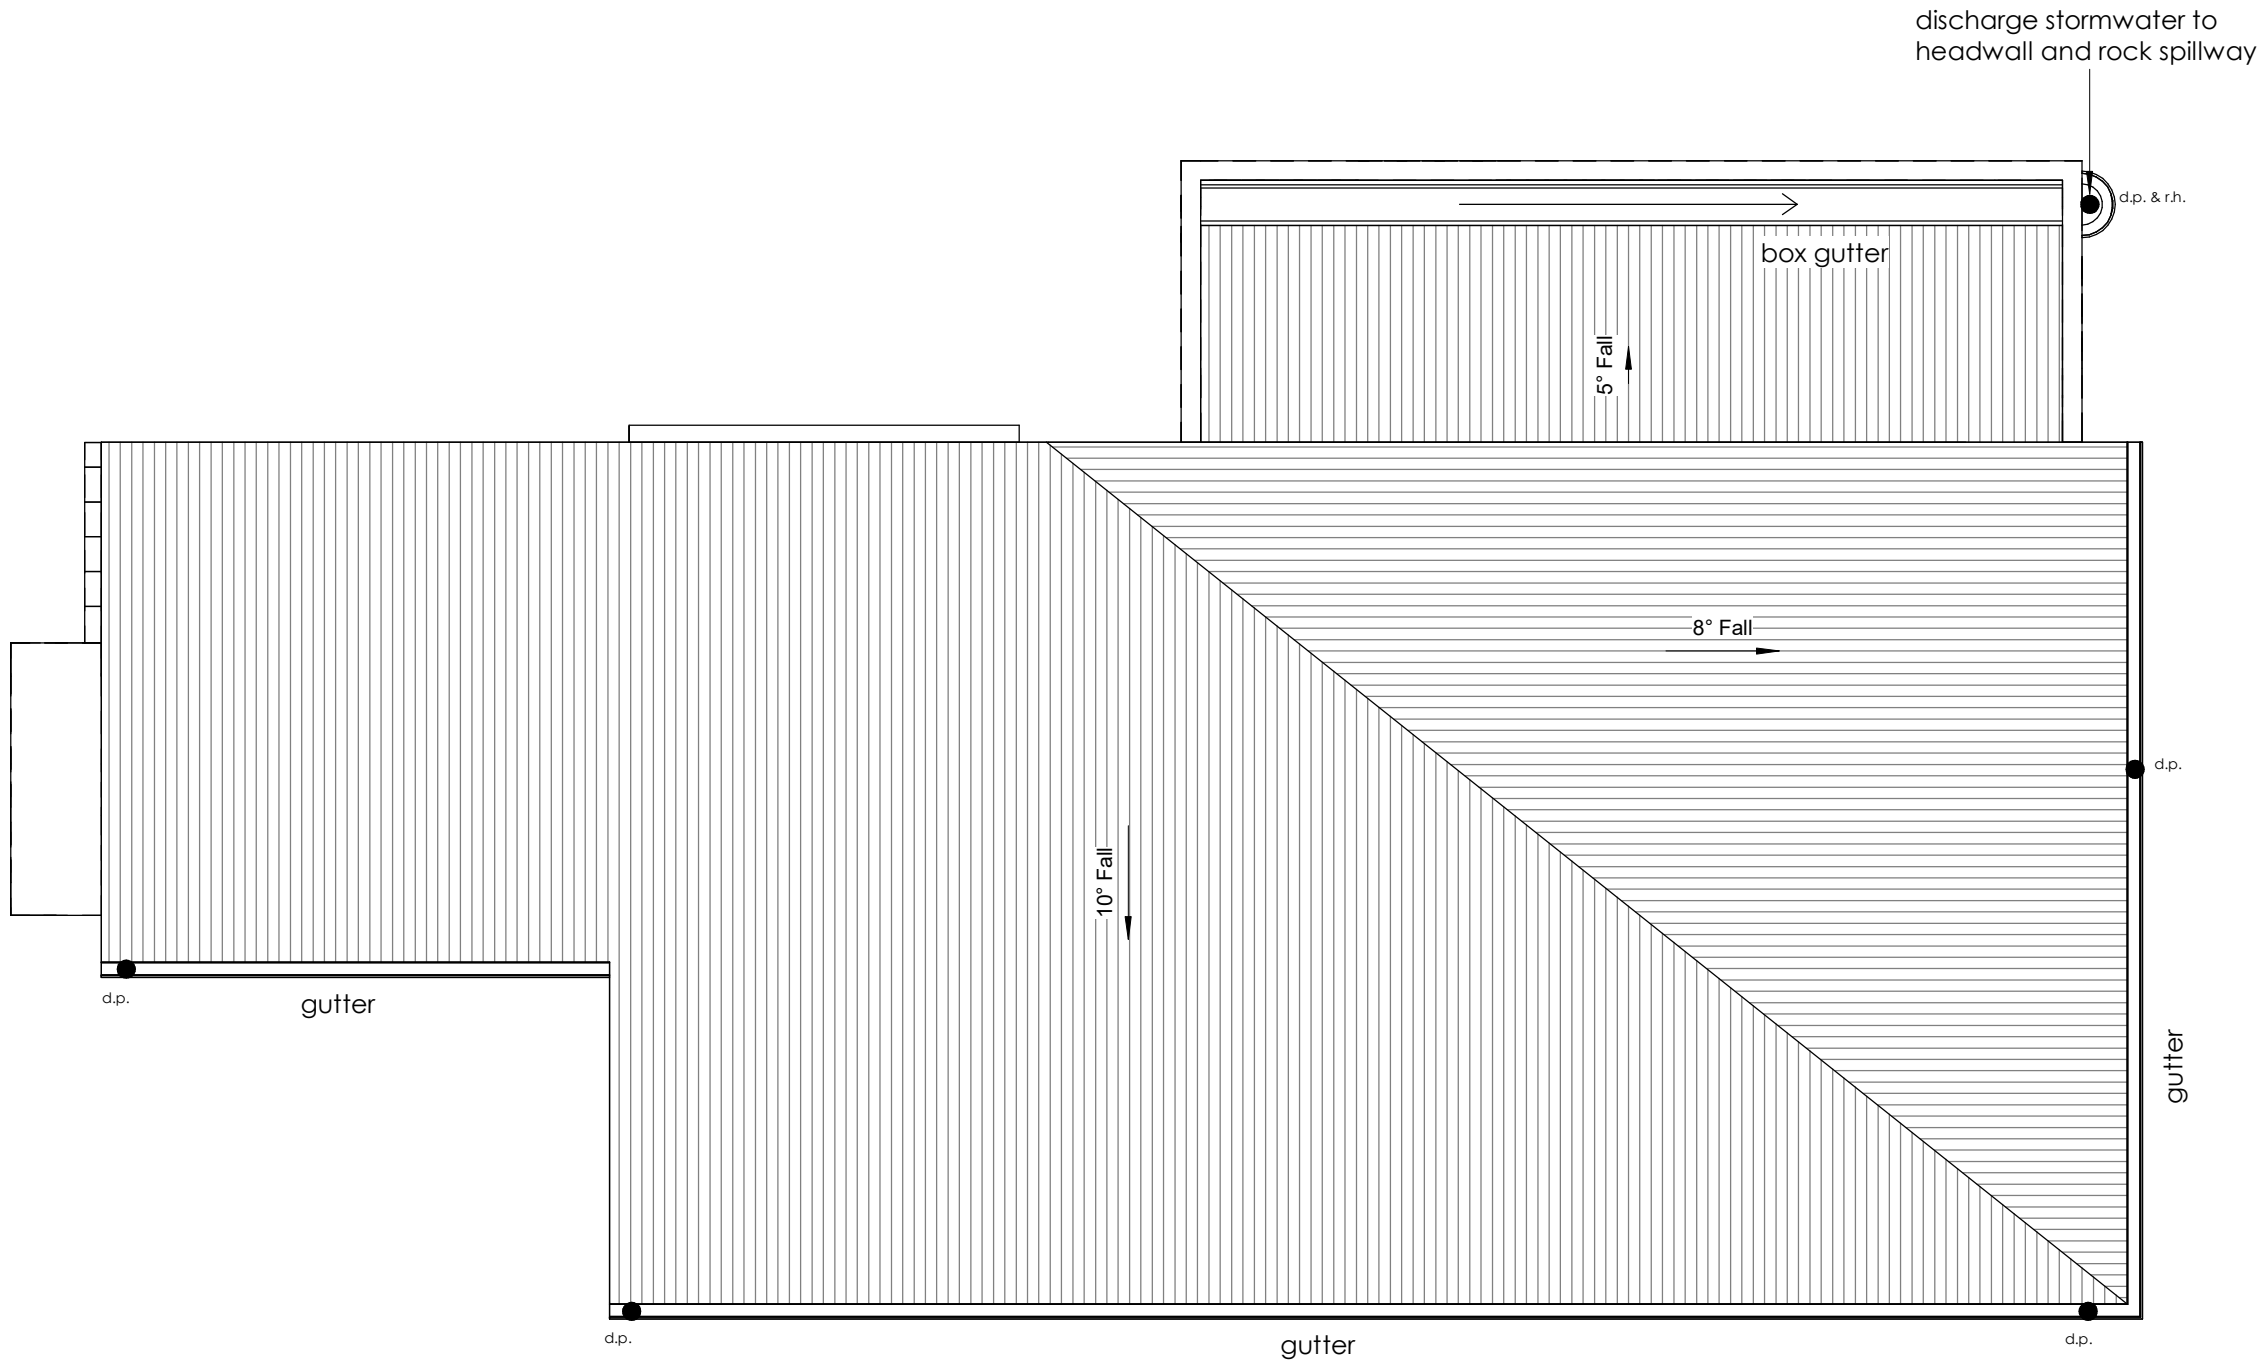 discharge stormwater to
headwall and rock spillway
d.p. & r.h.
box gutter
5° Fall
8° Fall
d.p.
10° Fall
d.p.
gutter
gutter
d.p.
gutter
d.p.